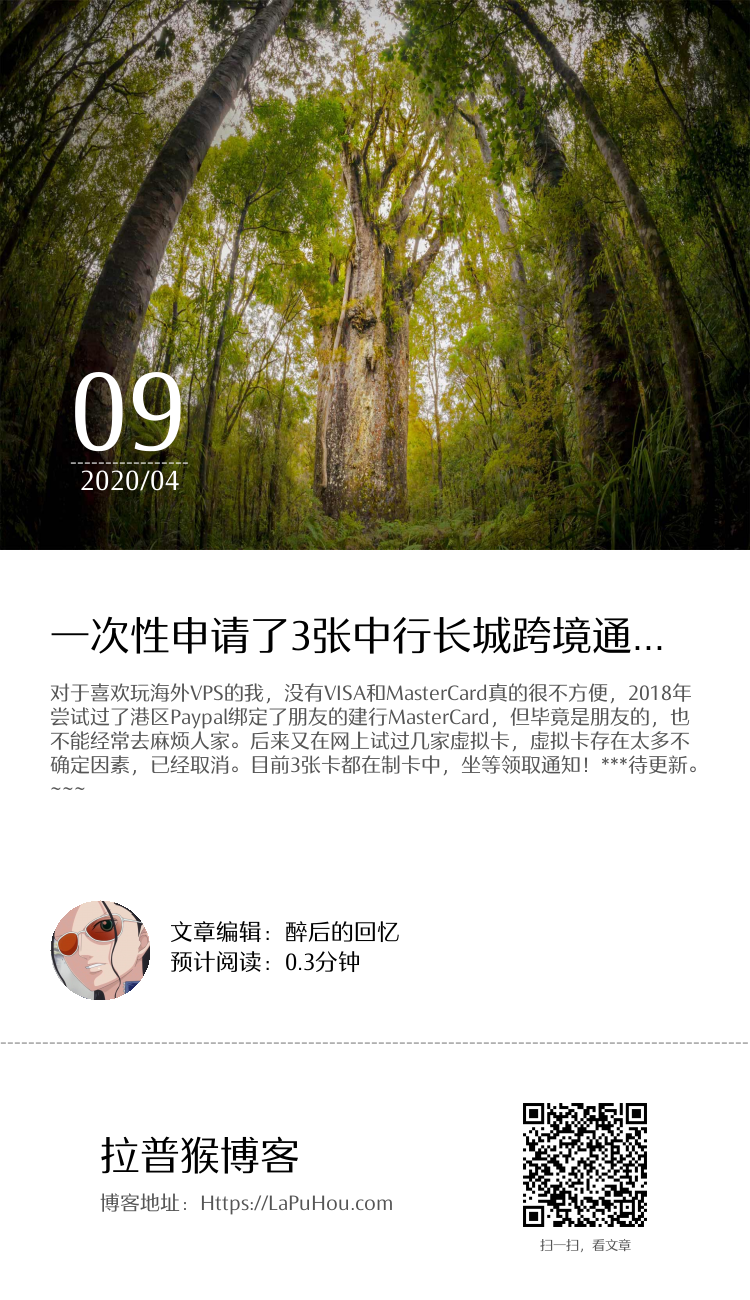 09
2020/04
一次性申请了3张中行长城跨境通...
对于喜欢玩海外VPS的我，没有VISA和MasterCard真的很不方便，2018年
尝试过了港区Paypal绑定了朋友的建行MasterCard，但毕竟是朋友的，也
不能经常去麻烦人家。后来又在网上试过几家虚拟卡，虚拟卡存在太多不
确定因素，已经取消。目前3张卡都在制卡中，坐等领取通知！***待更新。
~~~
文章编辑：醉后的回忆
预计阅读：0.3分钟
拉普猴博客
博客地址：Https://LaPuHou.com
扫一扫，看文章